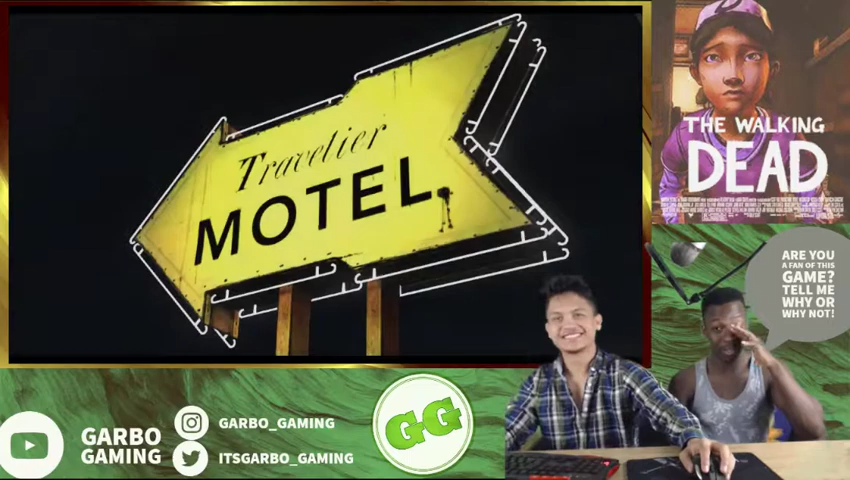 Travelier
MOTEL
THE WALKING
DEAD
ARE YOU
A FAN OF THIS
GAME?
TELL ME
WHY OR
WHY NOT!
GG
GARBO
GAMING
GARBO_GAMING
ITSGARBO_GAMING